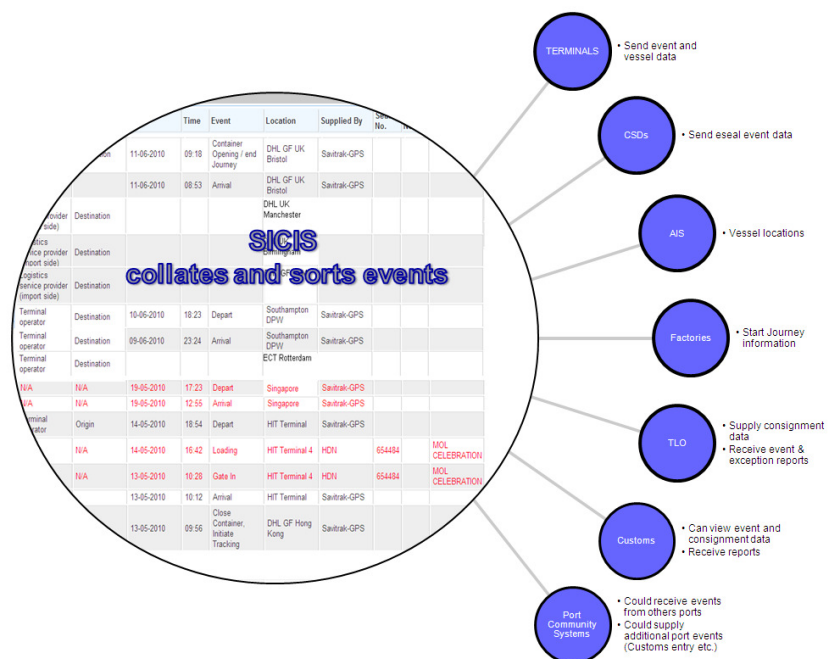 TERMINALS
• Send event and
vessel data
CSDs
• Send eseal event data
AIS
• Vessel locations
Factories
• Start Journey
information
TLO
• Supply consignment
data
• Receive event &
exception reports
Customs
• Can view event and
consignment data
• Receive reports
Port
Community
Systems
• Could receive events
from others ports
• Could supply
additional port events
(Customs entry etc.)
SICIS
collates and sorts events
Time Event Location Supplied By No.
11-06-2010 09:18 Container Opening / end Journey DHL GF UK Bristol Savitrak-GPS
11-06-2010 08:53 Arrival DHL GF UK Bristol Savitrak-GPS
side) Destination DHL UK Manchester
(import side) Destination
Logistics service provider (import side) Destination
Terminal operator Destination 10-06-2010 18:23 Depart Southampton DPW Savitrak-GPS
Terminal operator Destination 09-06-2010 23:24 Arrival Southampton DPW Savitrak-GPS
Terminal operator Destination ECT Rotterdam
N/A N/A 19-05-2010 17:23 Depart Singapore Savitrak-GPS
N/A N/A 19-05-2010 12:55 Arrival Singapore Savitrak-GPS
Origin 14-05-2010 18:54 Depart HIT Terminal Savitrak-GPS
N/A 14-05-2010 16:42 Loading HIT Terminal 4 HDN 654484 MOL CELEBRATION
N/A 13-05-2010 10:28 Gate In HIT Terminal 4 HDN 654484 MOL CELEBRATION
13-05-2010 10:12 Arrival HIT Terminal Savitrak-GPS
13-05-2010 09:56 Close Container, Initiate Tracking DHL GF Hong Kong Savitrak-GPS